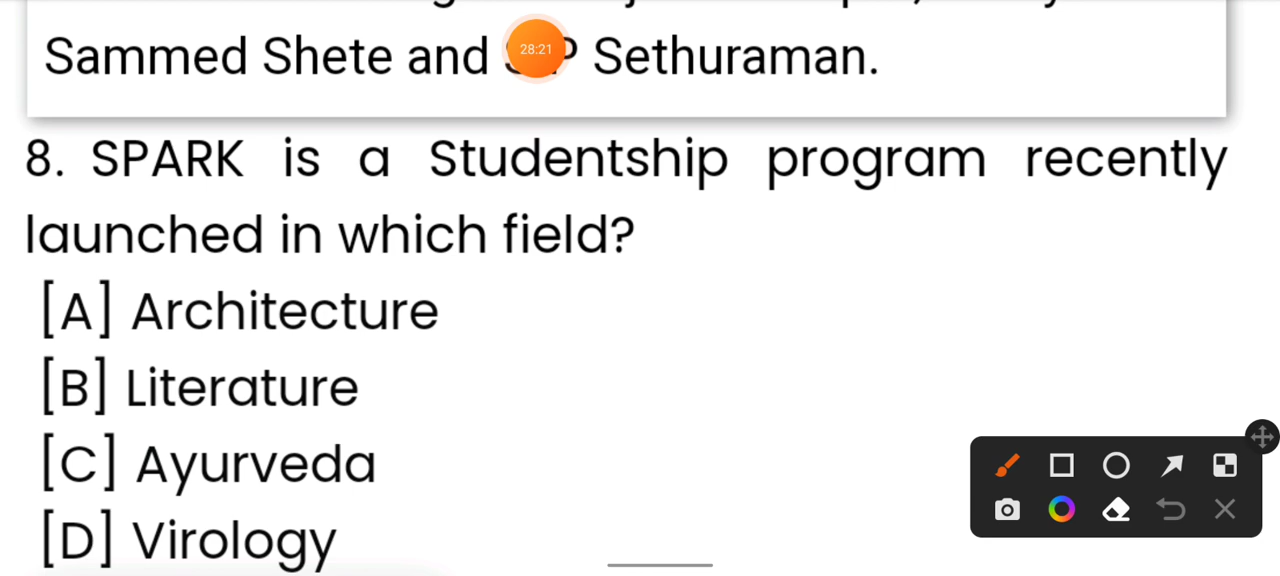 Sammed Shete and P Sethuraman.
28:21
8. SPARK is a Studentship program recently
launched in which field?
[A] Architecture
[B] Literature
[C] Ayurveda
[D] Virology